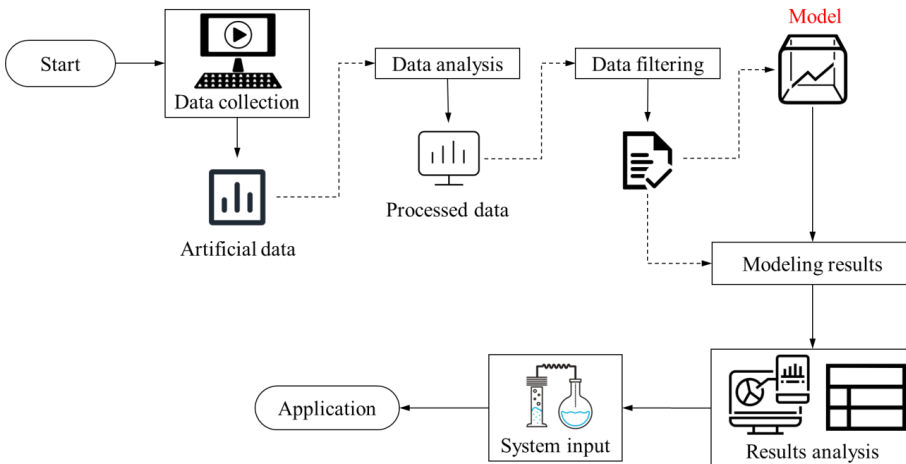 Model
Start
Data collection
Data analysis
Data filtering
Artificial data
Processed data
Modeling results
Application
System input
Results analysis